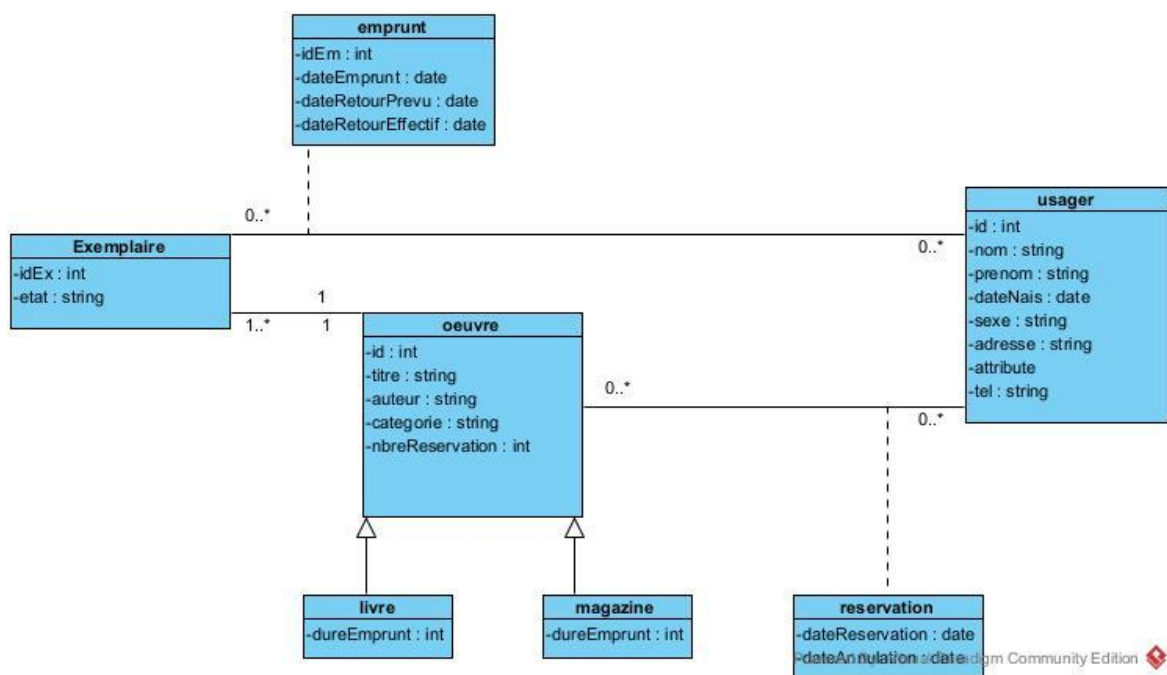 emprunt
-idEm : int
-dateEmprunt : date
-dateRetourPrevu : date
-dateRetourEffectif : date
0..*
0..*
Exemplaire
-idEx : int
-etat : string
usager
-id : int
-nom : string
-prenom : string
-dateNais : date
-sexe : string
-adresse : string
-attribute
-tel : string
1
1..*
1
oeuvre
-id : int
-titre : string
-auteur : string
-categorie : string
-nbreReservation : int
0..*
0..*
livre
-dureEmprunt : int
magazine
-dureEmprunt : int
reservation
-dateReservation : date
-dateAnnulation : date
Community Edition